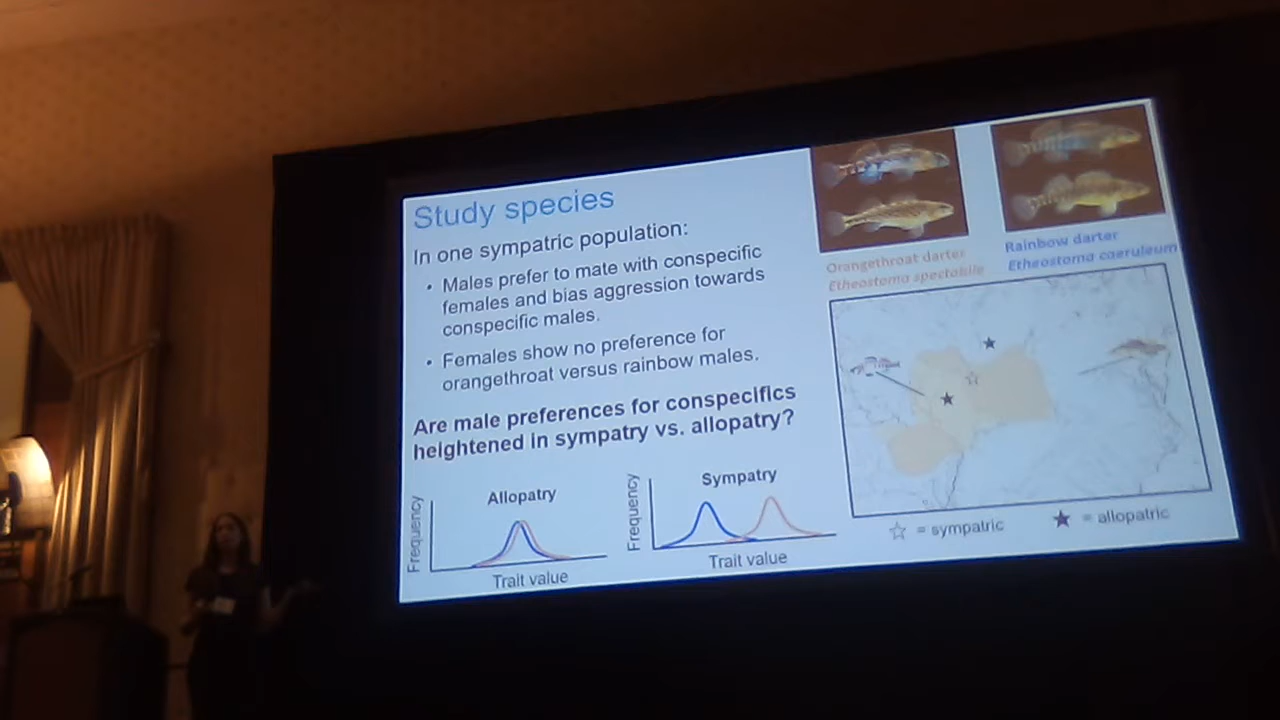 Study species
In one sympatric population:
• Males prefer to mate with conspecific
females and bias aggression towards
conspecific males.
• Females show no preference for
orangethroat versus rainbow males.
Are male preferences for conspecifics
heightened in sympatry vs. allopatry?
Allopatry
Frequency
Trait value
Sympatry
Frequency
Trait value
Orangethroat darter
Etheostoma spectabile
Rainbow darter
Etheostoma caeruleum
= sympatric
= allopatric